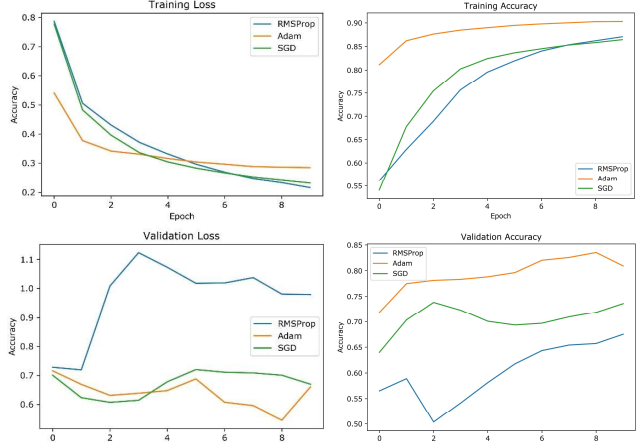 Training Loss
0.8
0.7
0.6
0.5
0.4
0.3
0.2
Accuracy
RMSProp
Adam
SGD
0 2 4 6 8
Epoch
Training Accuracy
0.90
0.85
0.80
0.75
0.70
0.65
0.60
0.55
Accuracy
RMSProp
Adam
SGD
0 2 4 6 8
Epoch
Validation Loss
1.1
1.0
0.9
0.8
0.7
0.6
Accuracy
RMSProp
Adam
SGD
0 2 4 6 8
Validation Accuracy
0.85
0.80
0.75
0.70
0.65
0.60
0.55
0.50
Accuracy
RMSProp
Adam
SGD
0 2 4 6 8